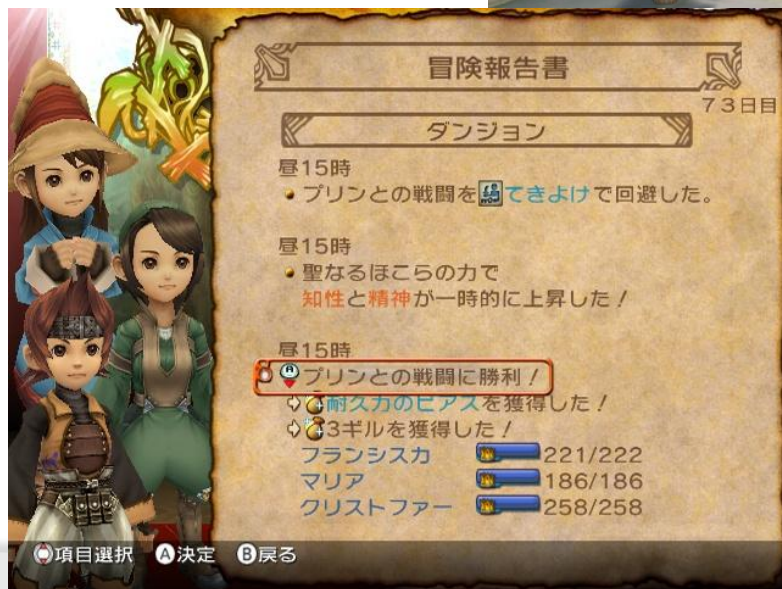 冒険報告書
73日目
ダンジョン
昼15時
プリンとの戦闘をてきよけで回避した。
昼15時
聖なるほこらの力で
知性と精神が一時的に上昇した！
昼15時
プリンとの戦闘に勝利！
耐久力のピアスを獲得した！
3ギルを獲得した！
フランシスカ 221/222
マリア 186/186
クリストファー 258/258
項目選択 A決定 B戻る